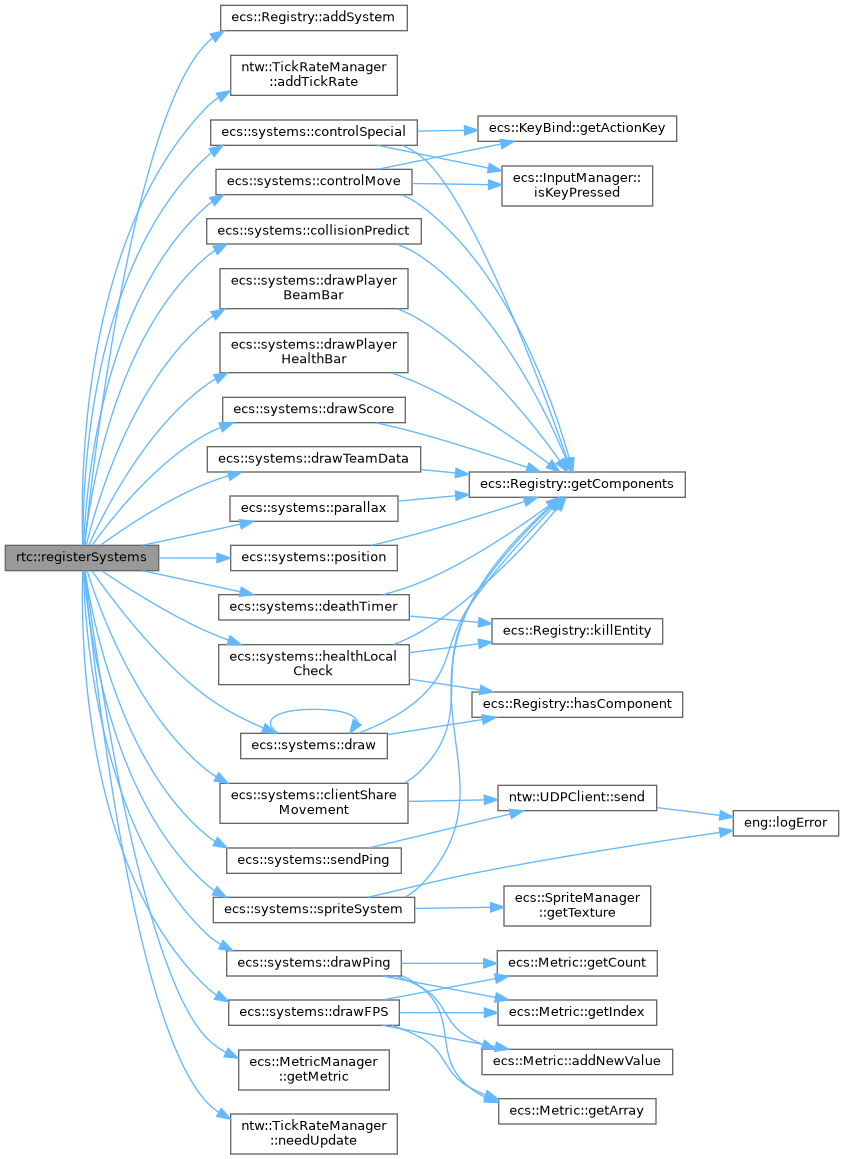 rtc::registerSystems
ecs::Registry::addSystem
ntw::TickRateManager
::addTickRate
ecs::systems::controlSpecial
ecs::systems::controlMove
ecs::systems::collisionPredict
ecs::systems::drawPlayer
BeamBar
ecs::systems::drawPlayer
HealthBar
ecs::systems::drawScore
ecs::systems::drawTeamData
ecs::systems::parallax
ecs::systems::position
ecs::systems::deathTimer
ecs::systems::healthLocal
Check
ecs::systems::draw
ecs::systems::clientShare
Movement
ecs::systems::sendPing
ecs::systems::spriteSystem
ecs::systems::drawPing
ecs::systems::drawFPS
ecs::MetricManager
::getMetric
ntw::TickRateManager
::needUpdate
ecs::KeyBind::getActionKey
ecs::InputManager::
isKeyPressed
ecs::Registry::getComponents
ecs::Registry::killEntity
ecs::Registry::hasComponent
ntw::UDPClient::send
ecs::SpriteManager
::getTexture
ecs::Metric::getCount
ecs::Metric::getIndex
ecs::Metric::addNewValue
ecs::Metric::getArray
eng::logError